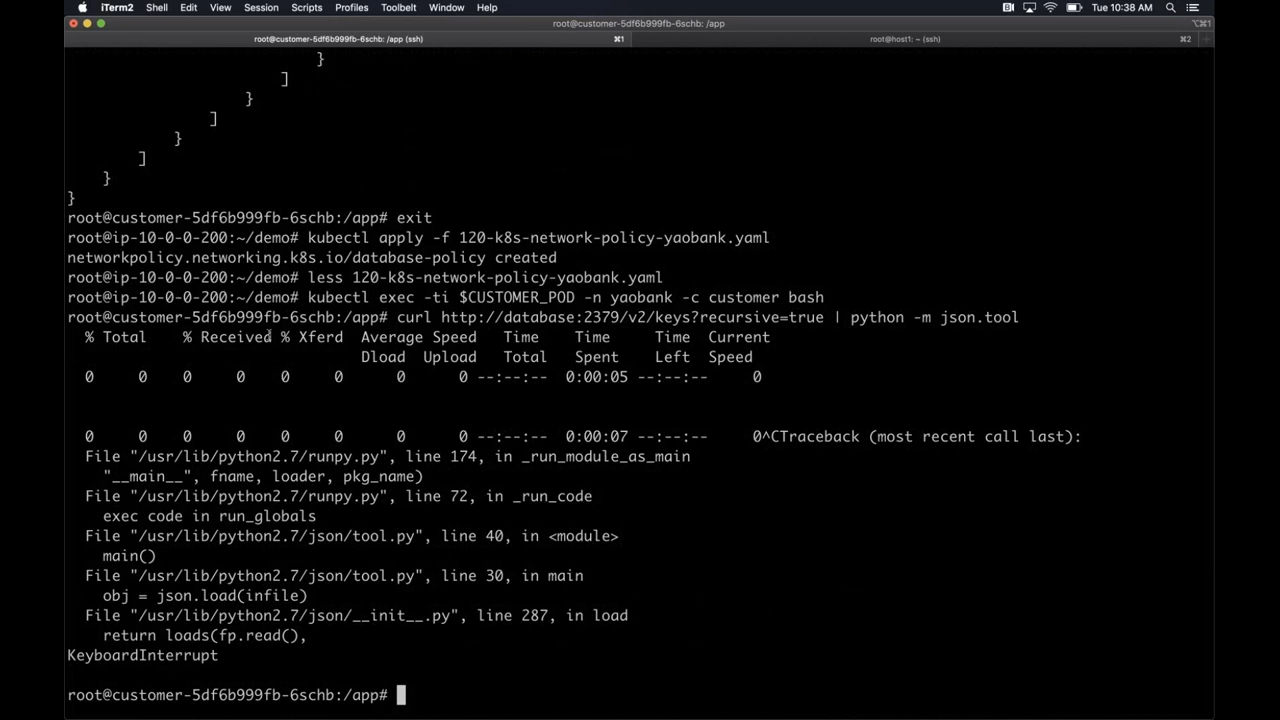 iTerm2 Shell Edit View Session Scripts Profiles Toolbelt Window Help Tue 10:38 AM
root@customer-5df6b999fb-6schb: /app
⌥⌘1
root@customer-5df6b999fb-6schb: /app (ssh) ⌘1 root@host1: ~ (ssh) ⌘2
}
]
}
]
}
]
}
}
root@customer-5df6b999fb-6schb:/app# exit
root@ip-10-0-0-200:~/demo# kubectl apply -f 120-k8s-network-policy-yaobank.yaml
networkpolicy.networking.k8s.io/database-policy created
root@ip-10-0-0-200:~/demo# less 120-k8s-network-policy-yaobank.yaml
root@ip-10-0-0-200:~/demo# kubectl exec -ti $CUSTOMER_POD -n yaobank -c customer bash
root@customer-5df6b999fb-6schb:/app# curl http://database:2379/v2/keys?recursive=true | python -m json.tool
% Total % Received % Xferd Average Speed Time Time Time Current
Dload Upload Total Spent Left Speed
0 0 0 0 0 0 0 0 --:--:-- 0:00:05 --:--:-- 0
0 0 0 0 0 0 0 0 --:--:-- 0:00:07 --:--:-- 0^CTraceback (most recent call last):
File "/usr/lib/python2.7/runpy.py", line 174, in _run_module_as_main
"__main__", fname, loader, pkg_name)
File "/usr/lib/python2.7/runpy.py", line 72, in _run_code
exec code in run_globals
File "/usr/lib/python2.7/json/tool.py", line 40, in <module>
main()
File "/usr/lib/python2.7/json/tool.py", line 30, in main
obj = json.load(infile)
File "/usr/lib/python2.7/json/__init__.py", line 287, in load
return loads(fp.read(),
KeyboardInterrupt
root@customer-5df6b999fb-6schb:/app#